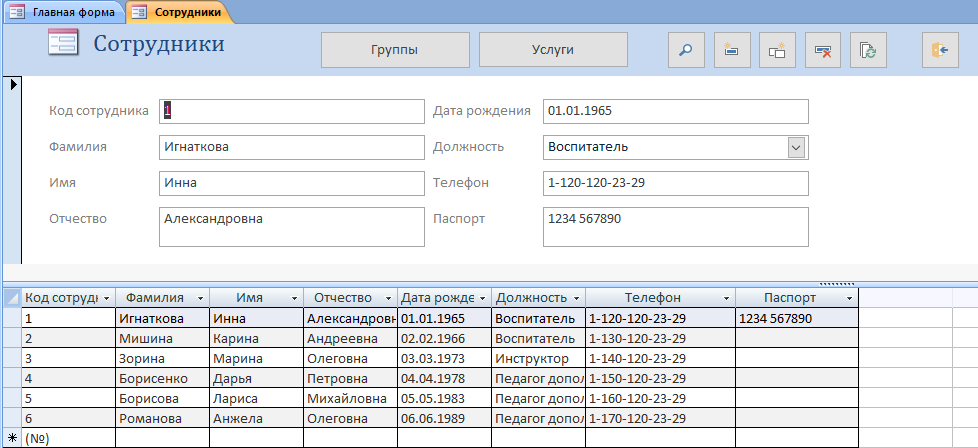 Главная форма Сотрудники
Сотрудники Группы Услуги
Код сотрудника 1 Дата рождения 01.01.1965
Фамилия Игнаткова Должность Воспитатель
Имя Инна Телефон 1-120-120-23-29
Отчество Александровна Паспорт 1234 567890
Код сотруд Фамилия Имя Отчество Дата рожде Должность Телефон Паспорт
1 Игнаткова Инна Александровн 01.01.1965 Воспитатель 1-120-120-23-29 1234 567890
2 Мишина Карина Андреевна 02.02.1966 Воспитатель 1-130-120-23-29
3 Зорина Марина Олеговна 03.03.1973 Инструктор 1-140-120-23-29
4 Борисенко Дарья Петровна 04.04.1978 Педагог допол 1-150-120-23-29
5 Борисова Лариса Михайловна 05.05.1983 Педагог допол 1-160-120-23-29
6 Романова Анжела Олеговна 06.06.1989 Педагог допол 1-170-120-23-29
(№)